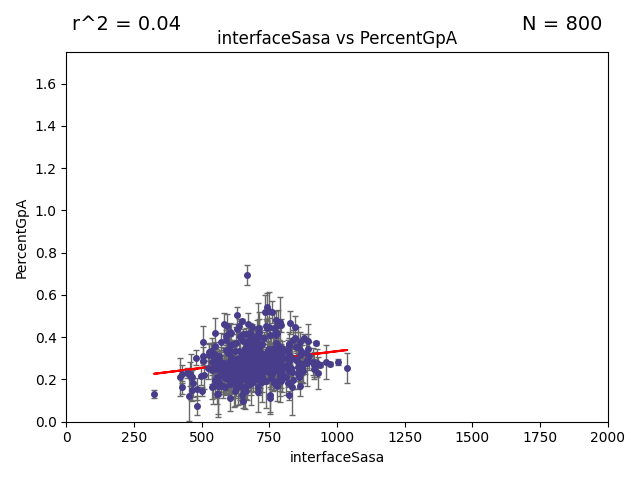 r^2 = 0.04
N = 800
interfaceSasa vs PercentGpA
PercentGpA
1.6
1.4
1.2
1.0
0.8
0.6
0.4
0.2
0.0
0 250 500 750 1000 1250 1500 1750 2000
interfaceSasa